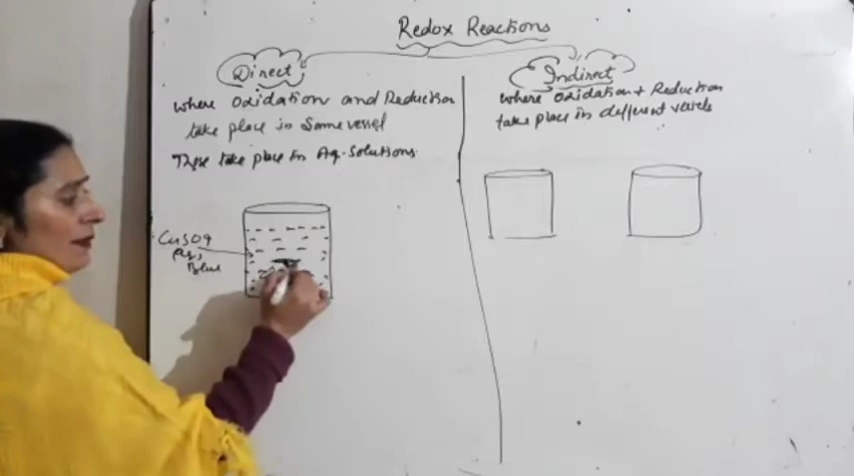 Redox Reactions
Direct
where Oxidation and Reduction
take place in Same vessel
These take place in Aq. Solutions
CuSO4
Aq,
Blue
Indirect
where Oxidation + Reduction
take place in different vessels